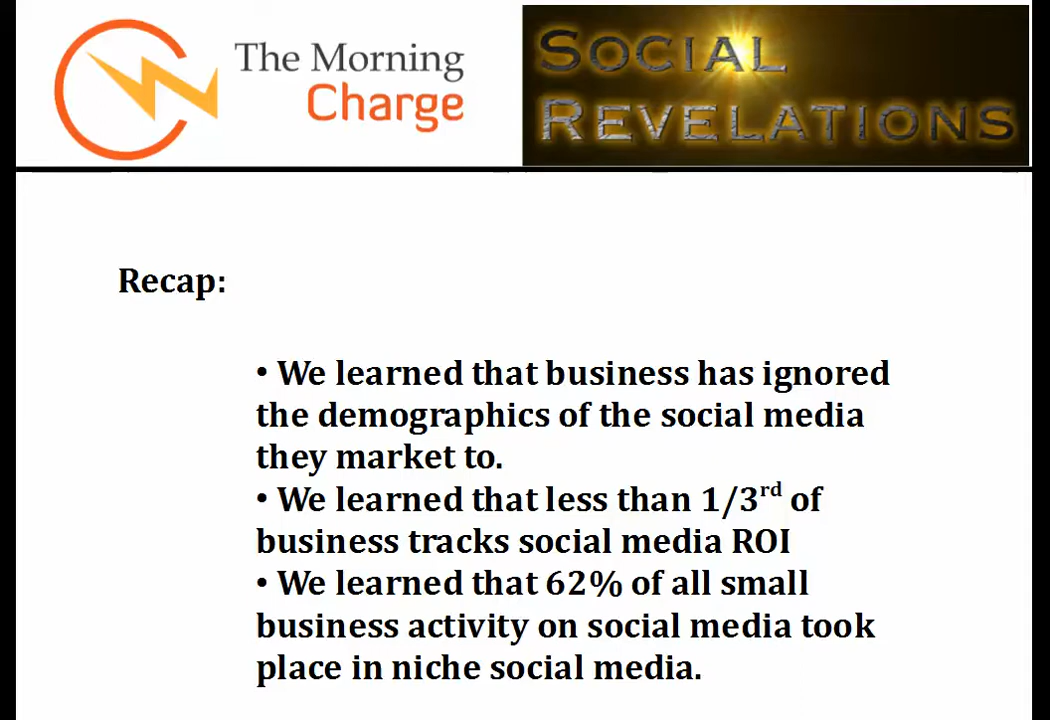 The Morning
Charge
SOCIAL
REVELATIONS
Recap:
• We learned that business has ignored
the demographics of the social media
they market to.
• We learned that less than 1/3rd of
business tracks social media ROI
• We learned that 62% of all small
business activity on social media took
place in niche social media.